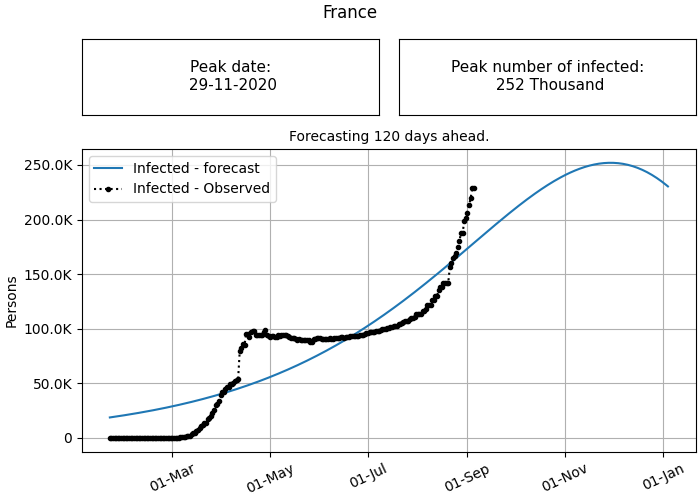 France
Peak date:
29-11-2020
Peak number of infected:
252 Thousand
Forecasting 120 days ahead.
Infected - forecast
Infected - Observed
250.0K
200.0K
150.0K
100.0K
50.0K
0
Persons
01-Mar
01-May
01-Jul
01-Sep
01-Nov
01-Jan